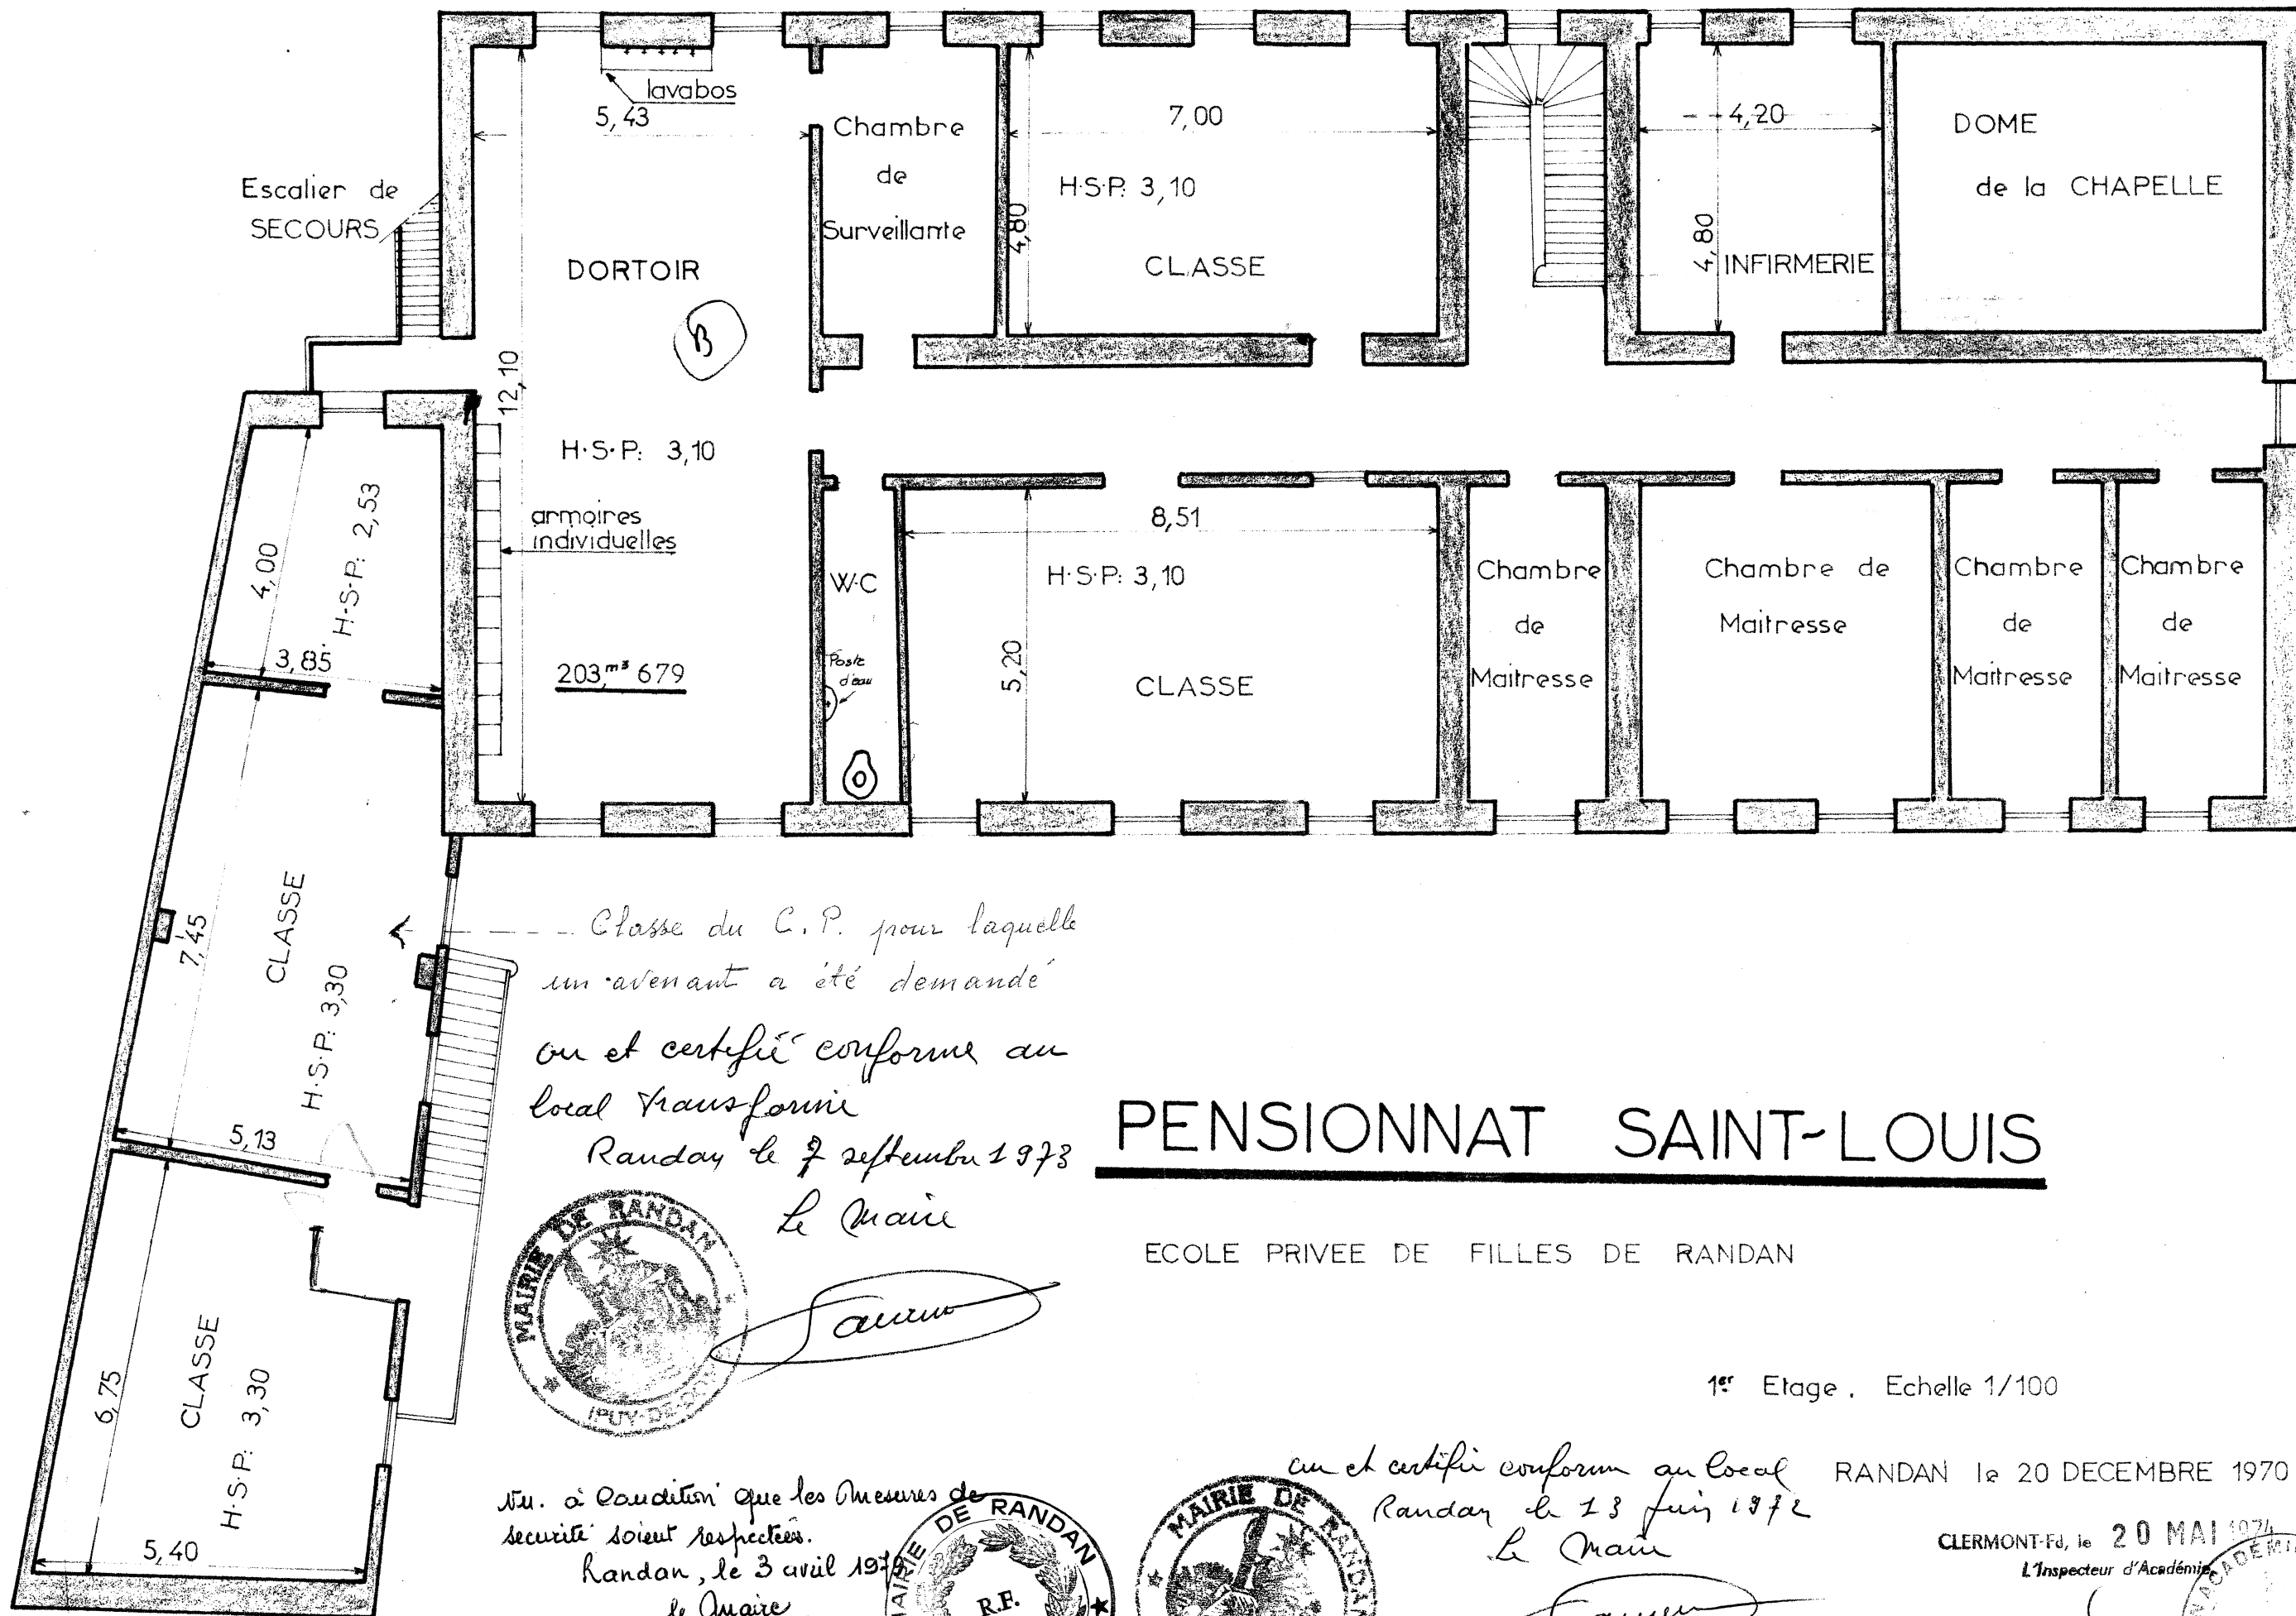 lavabos
5,43
Chambre
de
Surveillante
7,00
H.S.P: 3,10
4,80
CLASSE
4,20
4,80
INFIRMERIE
DOME
de la CHAPELLE
Escalier de
SECOURS
DORTOIR
B
12,10
H.S.P: 3,10
armoires
individuelles
203,m³ 679
W.C
Poste
d'eau
8,51
H.S.P: 3,10
5,20
CLASSE
Chambre
de
Maitresse
Chambre de
Maitresse
Chambre
de
Maitresse
Chambre
de
Maitresse
4,00
H.S.P: 2,53
3,85
7,45
CLASSE
H.S.P: 3,30
5,13
6,75
CLASSE
H.S.P: 3,30
5,40
Classe du C.P. pour laquelle
un avenant a été demandé
vu et certifié conforme au
local transformé
Randan le 7 septembre 1973
Le Maire
MAIRIE DE RANDAN
(PUY-DE-DOME)
PENSIONNAT SAINT-LOUIS
ECOLE PRIVEE DE FILLES DE RANDAN
1er Etage. Echelle 1/100
Vu. à Condition que les Mesures de
securité soient respectées.
Randan, le 3 avril
le Maire
MAIRIE DE RANDAN
R.F.
MAIRIE DE RANDAN
vu et certifié conforme au local
Randan le 13 juin 1972
Le Maire
RANDAN le 20 DECEMBRE 1970
CLERMONT-Fd, le 20 MAI 1974
L'Inspecteur d'Académie